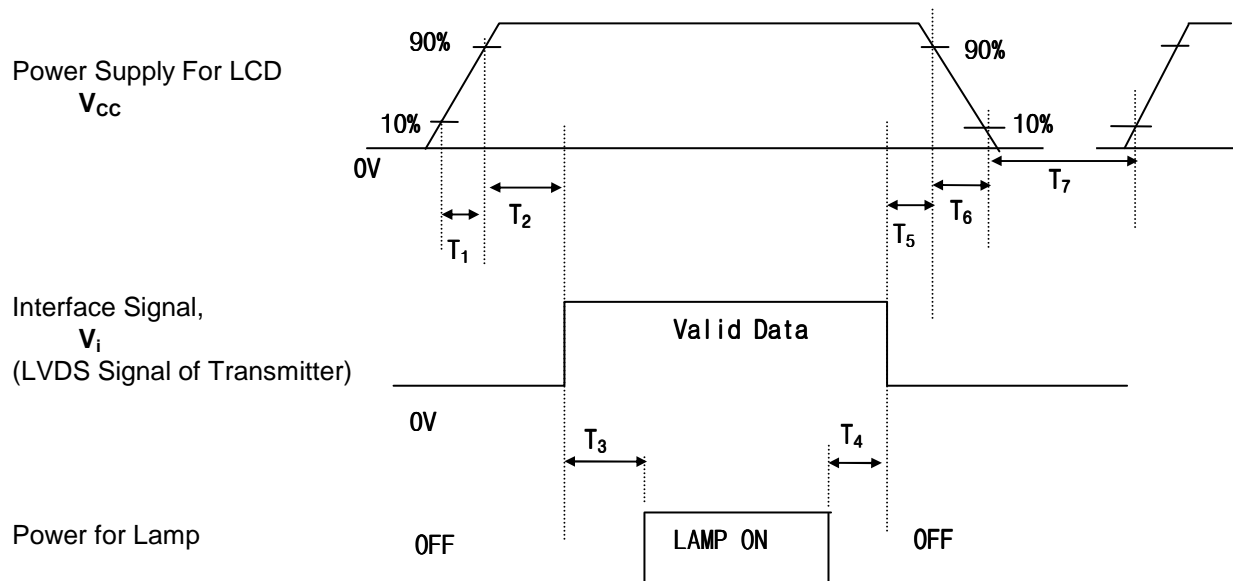 90%
90%
Power Supply For LCD
VCC
10%
10%
0V
T1
T2
T5
T6
T7
Interface Signal,
Vi
(LVDS Signal of Transmitter)
Valid Data
0V
T3
T4
Power for Lamp
OFF
LAMP ON
OFF